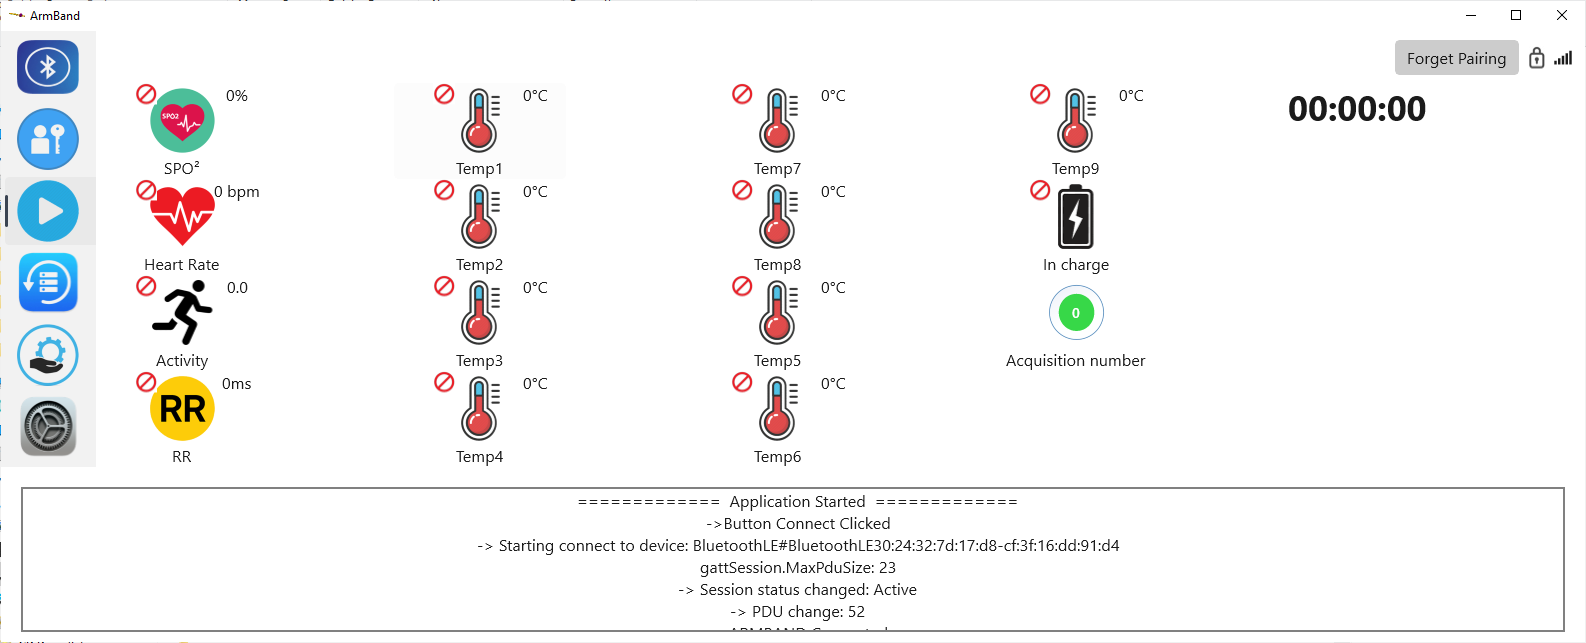 ArmBand
Forget Pairing
0%
SPO2
SPO²
0°C
Temp1
0°C
Temp7
0°C
Temp9
00:00:00
0 bpm
Heart Rate
0°C
Temp2
0°C
Temp8
In charge
0.0
Activity
0°C
Temp3
0°C
Temp5
0
Acquisition number
0ms
RR
RR
0°C
Temp4
0°C
Temp6
============= Application Started =============
->Button Connect Clicked
-> Starting connect to device: BluetoothLE#BluetoothLE30:24:32:7d:17:d8-cf:3f:16:dd:91:d4
gattSession.MaxPduSize: 23
-> Session status changed: Active
-> PDU change: 52